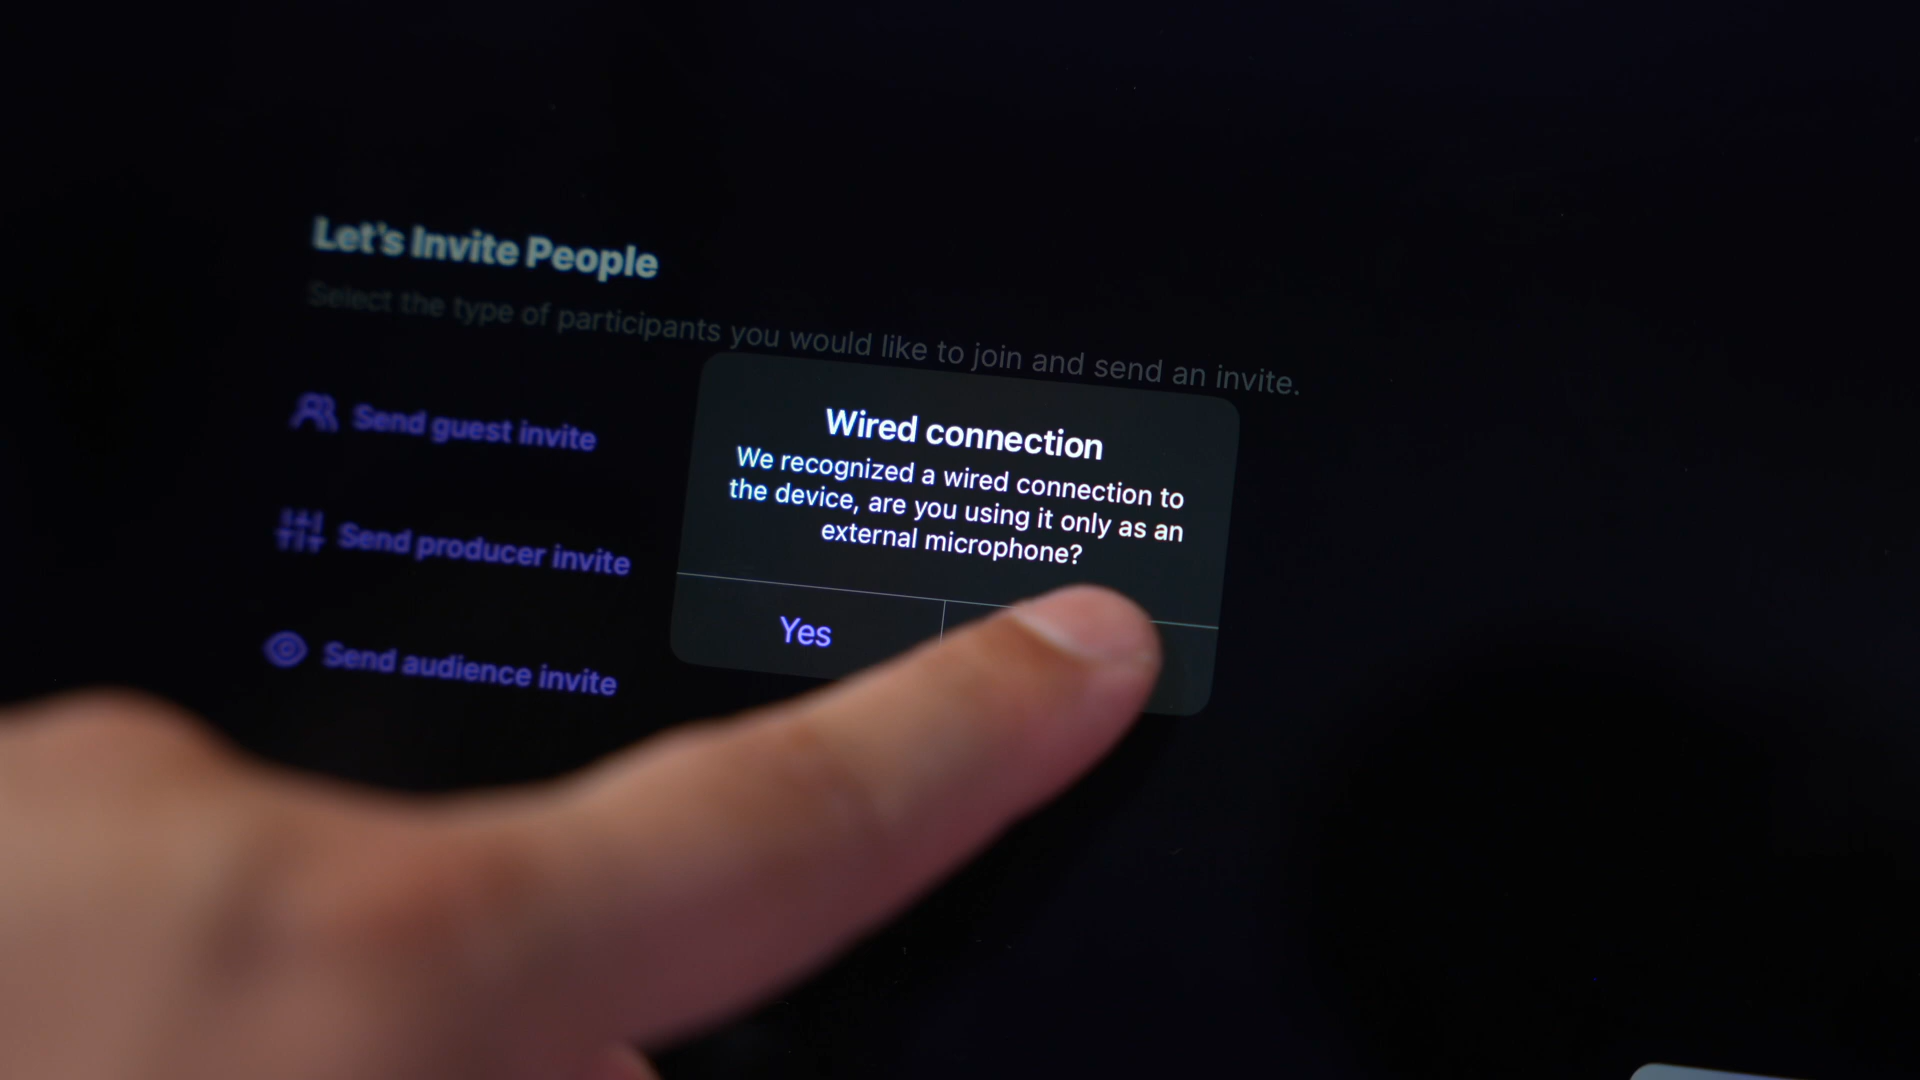 Let's Invite People
Select the type of participants you would like to join and send an invite.
Send guest invite
Send producer invite
Send audience invite
Wired connection
We recognized a wired connection to
the device, are you using it only as an
external microphone?
Yes